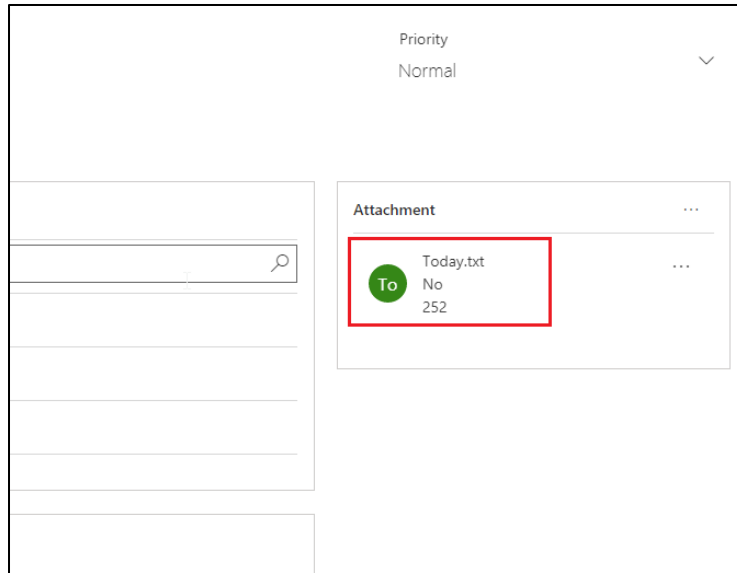 Priority
Normal
Attachment
...
Today.txt
...
To
No
252